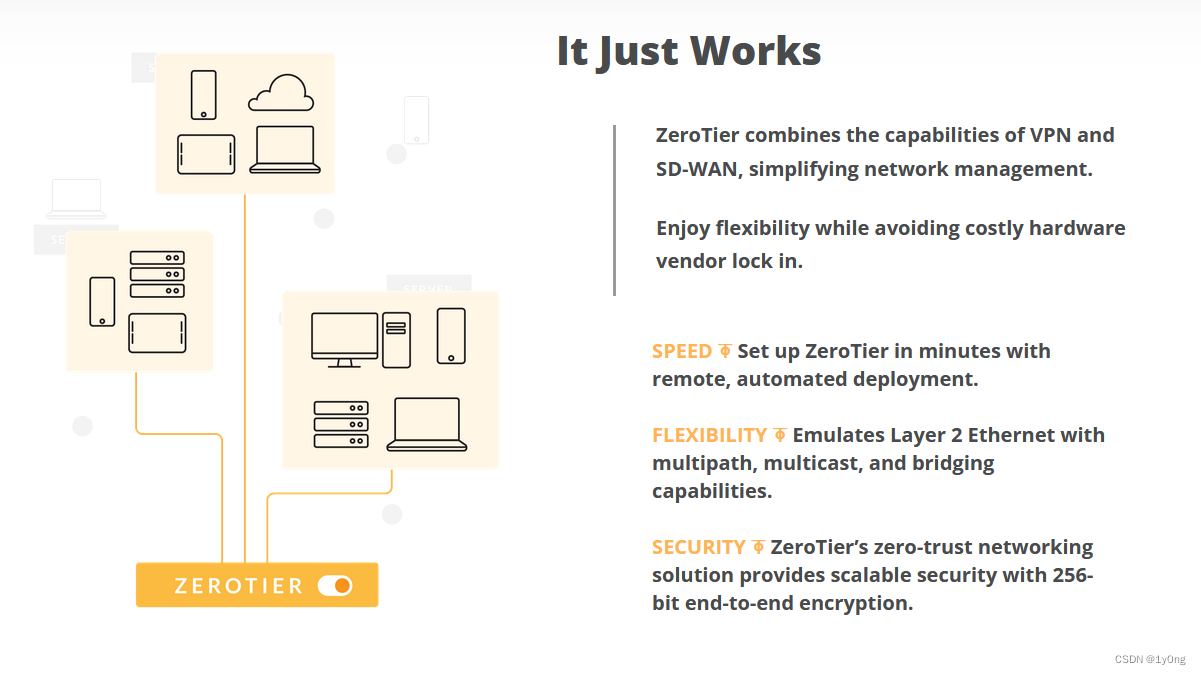 It Just Works
ZeroTier combines the capabilities of VPN and
SD-WAN, simplifying network management.
Enjoy flexibility while avoiding costly hardware
vendor lock in.
SPEED ⏁ Set up ZeroTier in minutes with
remote, automated deployment.
FLEXIBILITY ⏁ Emulates Layer 2 Ethernet with
multipath, multicast, and bridging
capabilities.
SECURITY ⏁ ZeroTier’s zero-trust networking
solution provides scalable security with 256-
bit end-to-end encryption.
SERVER
ZEROTIER
CSDN @1y0ng